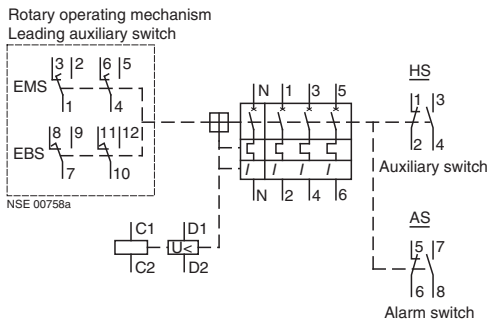 Rotary operating mechanism
Leading auxiliary switch
3 2 6 5
EMS
1 4
8 9 11 12
EBS
7 10
NSE 00758a
N 1 3 5
I I I I
N 2 4 6
C1 D1
U<
C2 D2
HS
1 3
2 4
Auxiliary switch
AS
5 7
6 8
Alarm switch